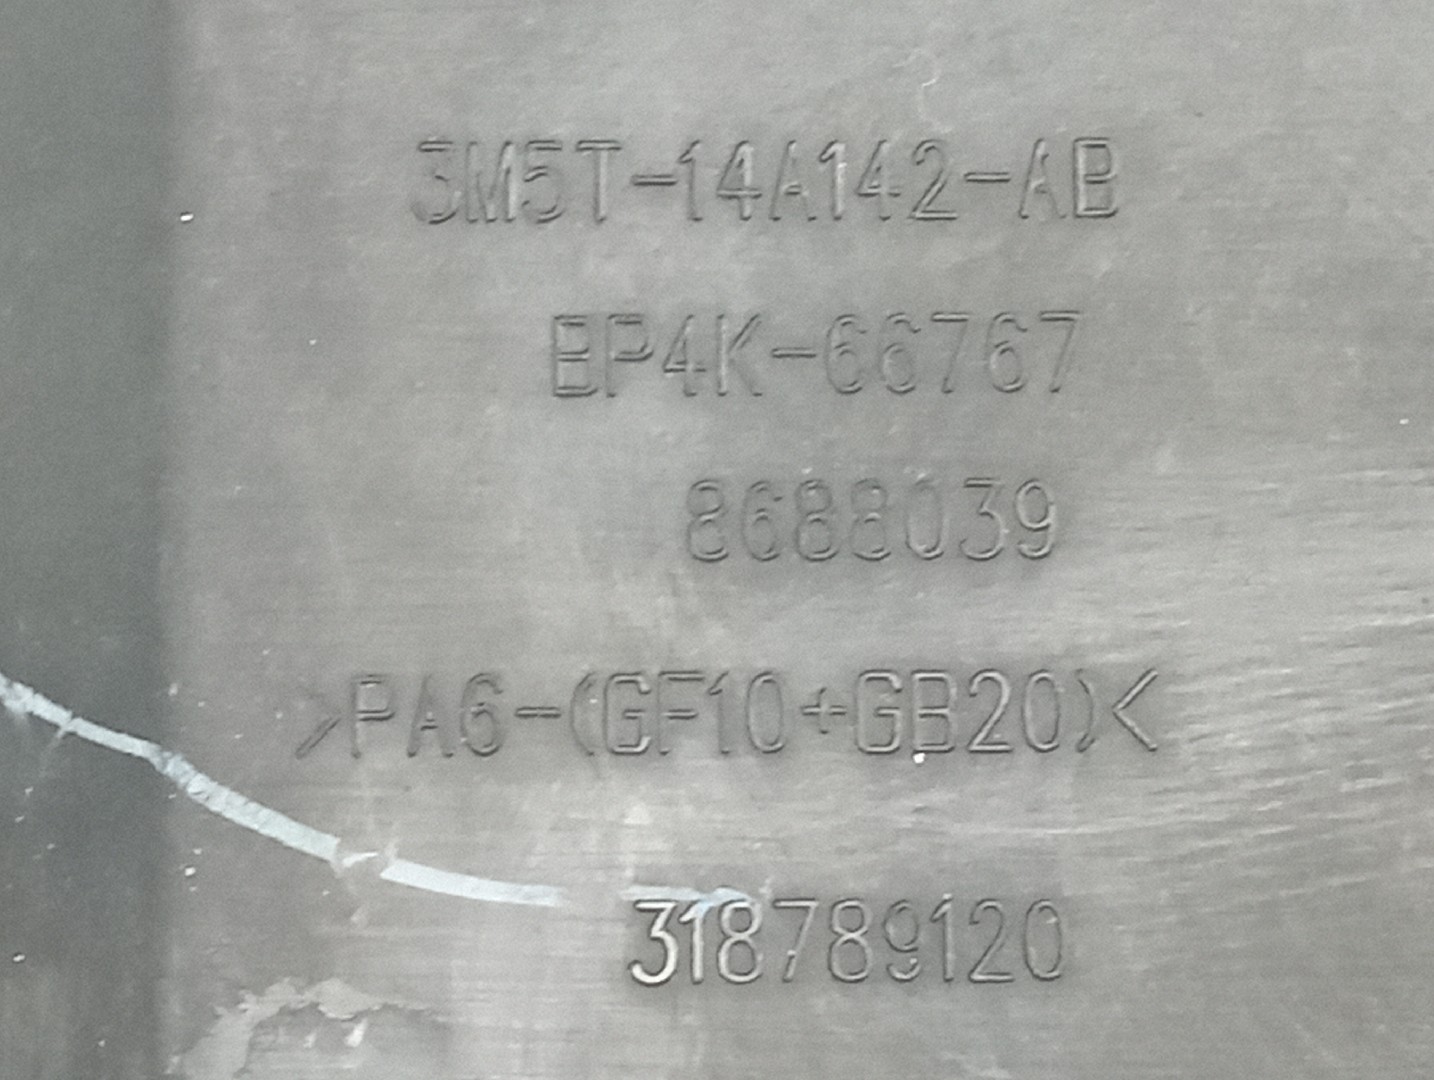 3M5T-14A142-AB
BP4K-66767
8688039
>PA6-(GF10+GB20)<
318789120